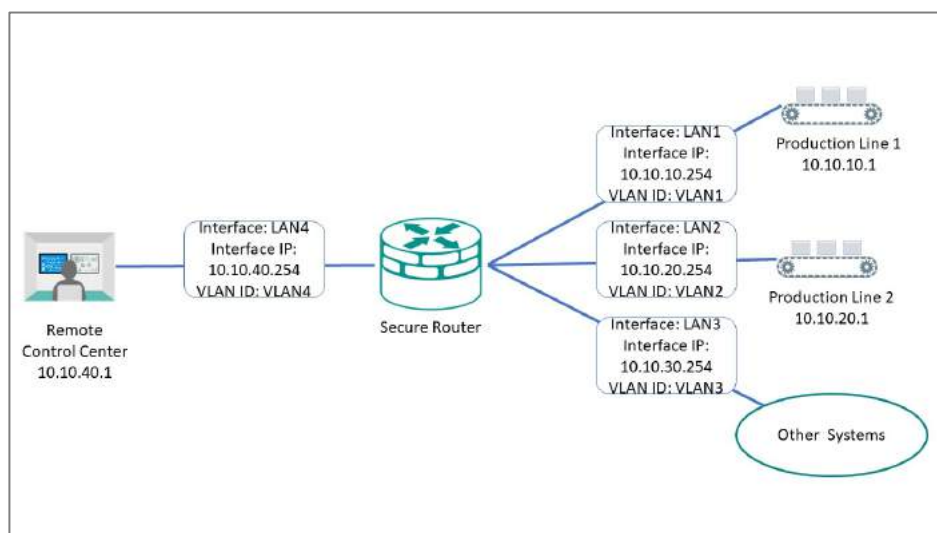 Interface: LAN1
Interface IP:
10.10.10.254
VLAN ID: VLAN1
Production Line 1
10.10.10.1
Interface: LAN4
Interface IP:
10.10.40.254
VLAN ID: VLAN4
Interface: LAN2
Interface IP:
10.10.20.254
VLAN ID: VLAN2
Production Line 2
10.10.20.1
Remote
Control Center
10.10.40.1
Secure Router
Interface: LAN3
Interface IP:
10.10.30.254
VLAN ID: VLAN3
Other Systems